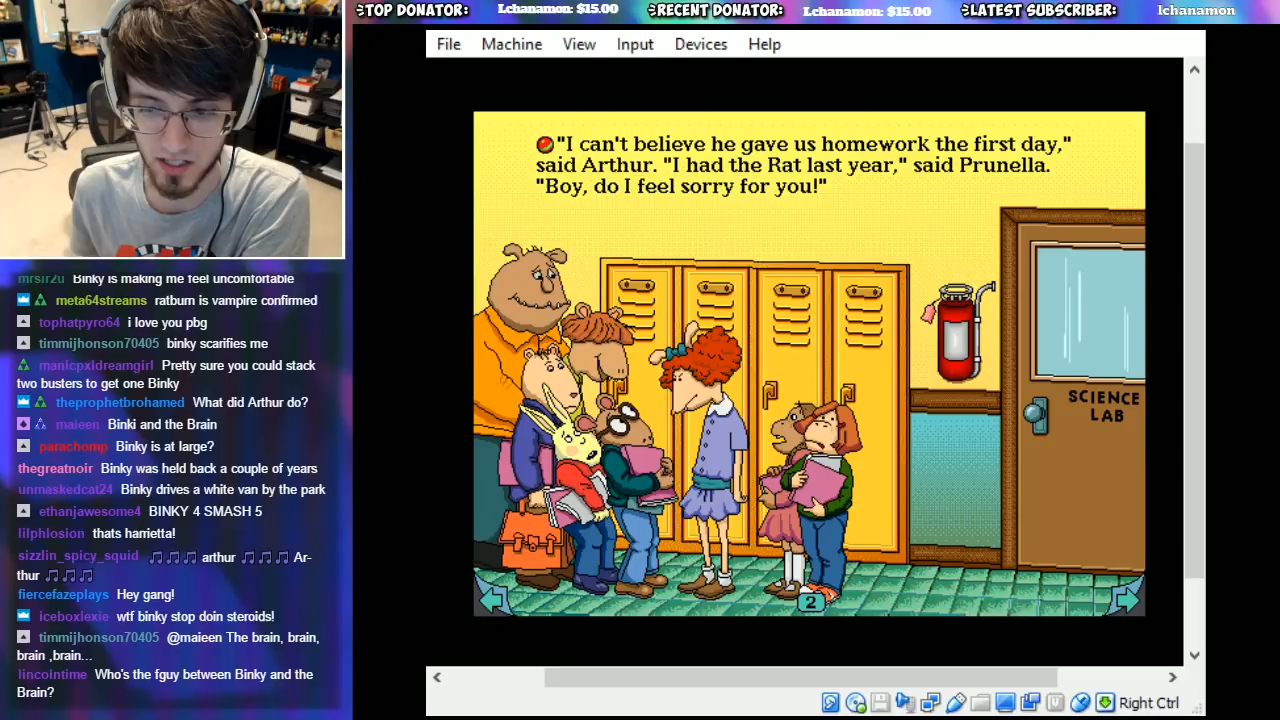 TOP DONATOR: Lchanamon: $15.00 RECENT DONATOR: Lchanamon: $15.00 LATEST SUBSCRIBER: lchanamon
File Machine View Input Devices Help
"I can't believe he gave us homework the first day,"
said Arthur. "I had the Rat last year," said Prunella.
"Boy, do I feel sorry for you!"
SCIENCE
LAB
2
mrsir20 Binky is making me feel uncomfortable
meta64streams ratburn is vampire confirmed
tophatpyro64 i love you pbg
timmijhonson70405 binky scarifies me
manicpxldreamgirl Pretty sure you could stack
two busters to get one Binky
theprophetbrohamed What did Arthur do?
maieen Binki and the Brain
parachomp Binky is at large?
thegreatnoir Binky was held back a couple of years
unmaskedcat24 Binky drives a white van by the park
ethanjawesome4 BINKY 4 SMASH 5
lilphlosion thats harrietta!
sizzlin_spicy_squid 🎵🎵🎵 arthur 🎵🎵🎵 Ar-
thur 🎵🎵🎵
fiercefazeplays Hey gang!
iceboxlexie wtf binky stop doin steroids!
timmijhonson70405 @maieen The brain, brain,
brain ,brain...
lincolntime Who's the fguy between Binky and the
Brain?
Right Ctrl